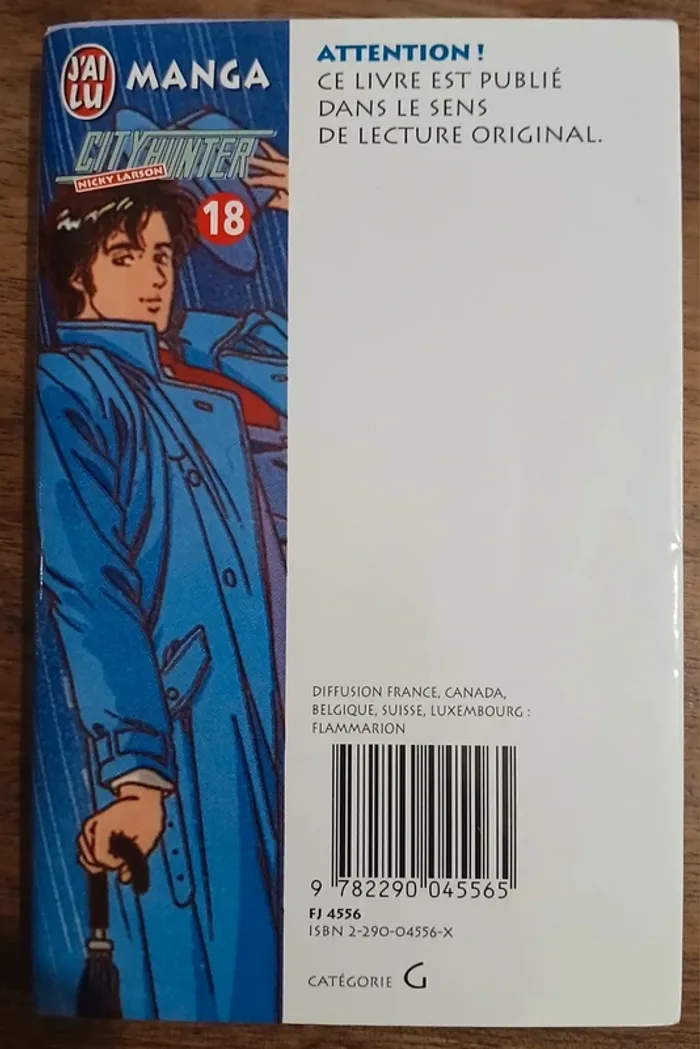 J'AI
LU
MANGA
CITY HUNTER
NICKY LARSON
18
ATTENTION !
CE LIVRE EST PUBLIÉ
DANS LE SENS
DE LECTURE ORIGINAL.
DIFFUSION FRANCE, CANADA,
BELGIQUE, SUISSE, LUXEMBOURG :
FLAMMARION
9 782290 045565
FJ 4556
ISBN 2-290-04556-X
CATÉGORIE G